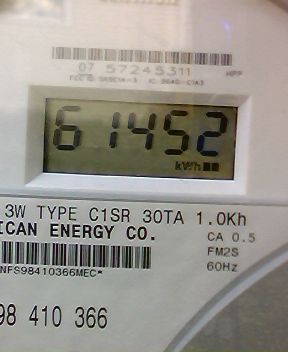 07 57245311 HPP
61452
kWh
3W TYPE C1SR 30TA 1.0Kh
ICAN ENERGY CO. CA 0.5
FM2S
NFS98410366MEC* 60Hz
98 410 366